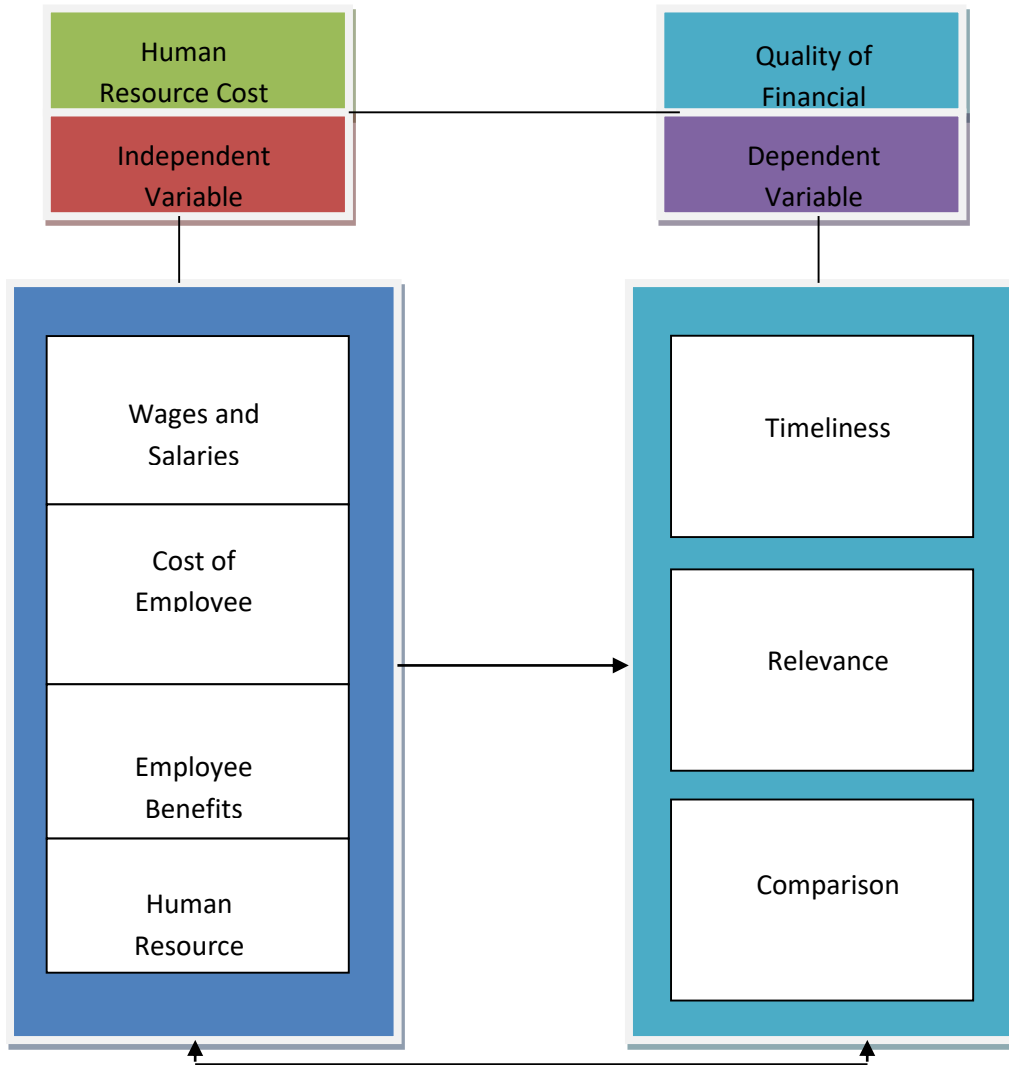 Human
Resource Cost
Independent
Variable
Quality of
Financial
Dependent
Variable
Wages and
Salaries
Cost of
Employee
Employee
Benefits
Human
Resource
Timeliness
Relevance
Comparison